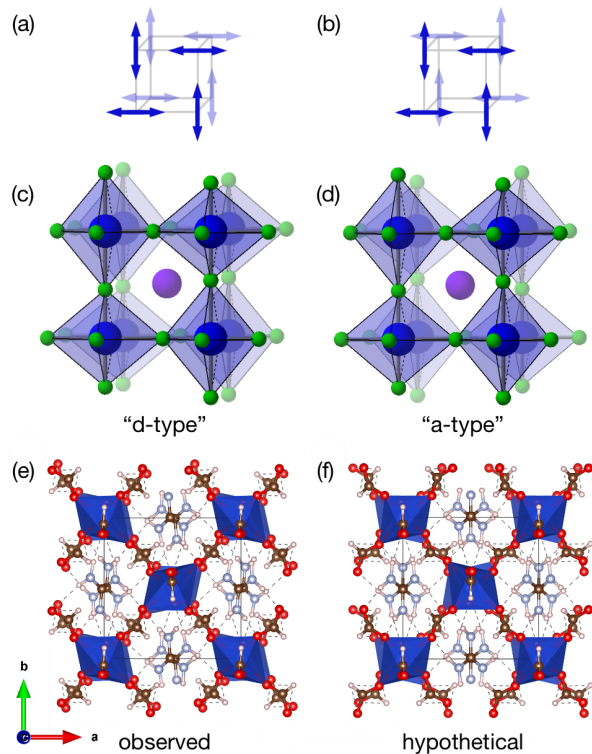 (a)
(b)
(c)
(d)
“d-type”
“a-type”
(e)
(f)
b
c
a
observed
hypothetical